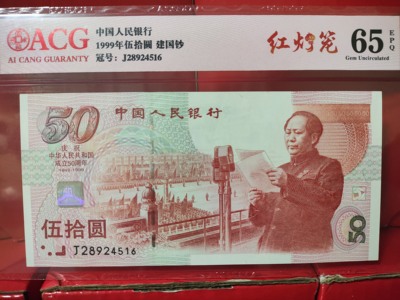 ACG
AI CANG GUARANTY
中国人民银行
1999年伍拾圆 建国钞
冠号: J28924516
红灯笼
65
EPQ
Gem Uncirculated
50
中国人民银行
庆祝
中华人民共和国
成立50周年
1949-1999
伍拾圆
J28924516
50